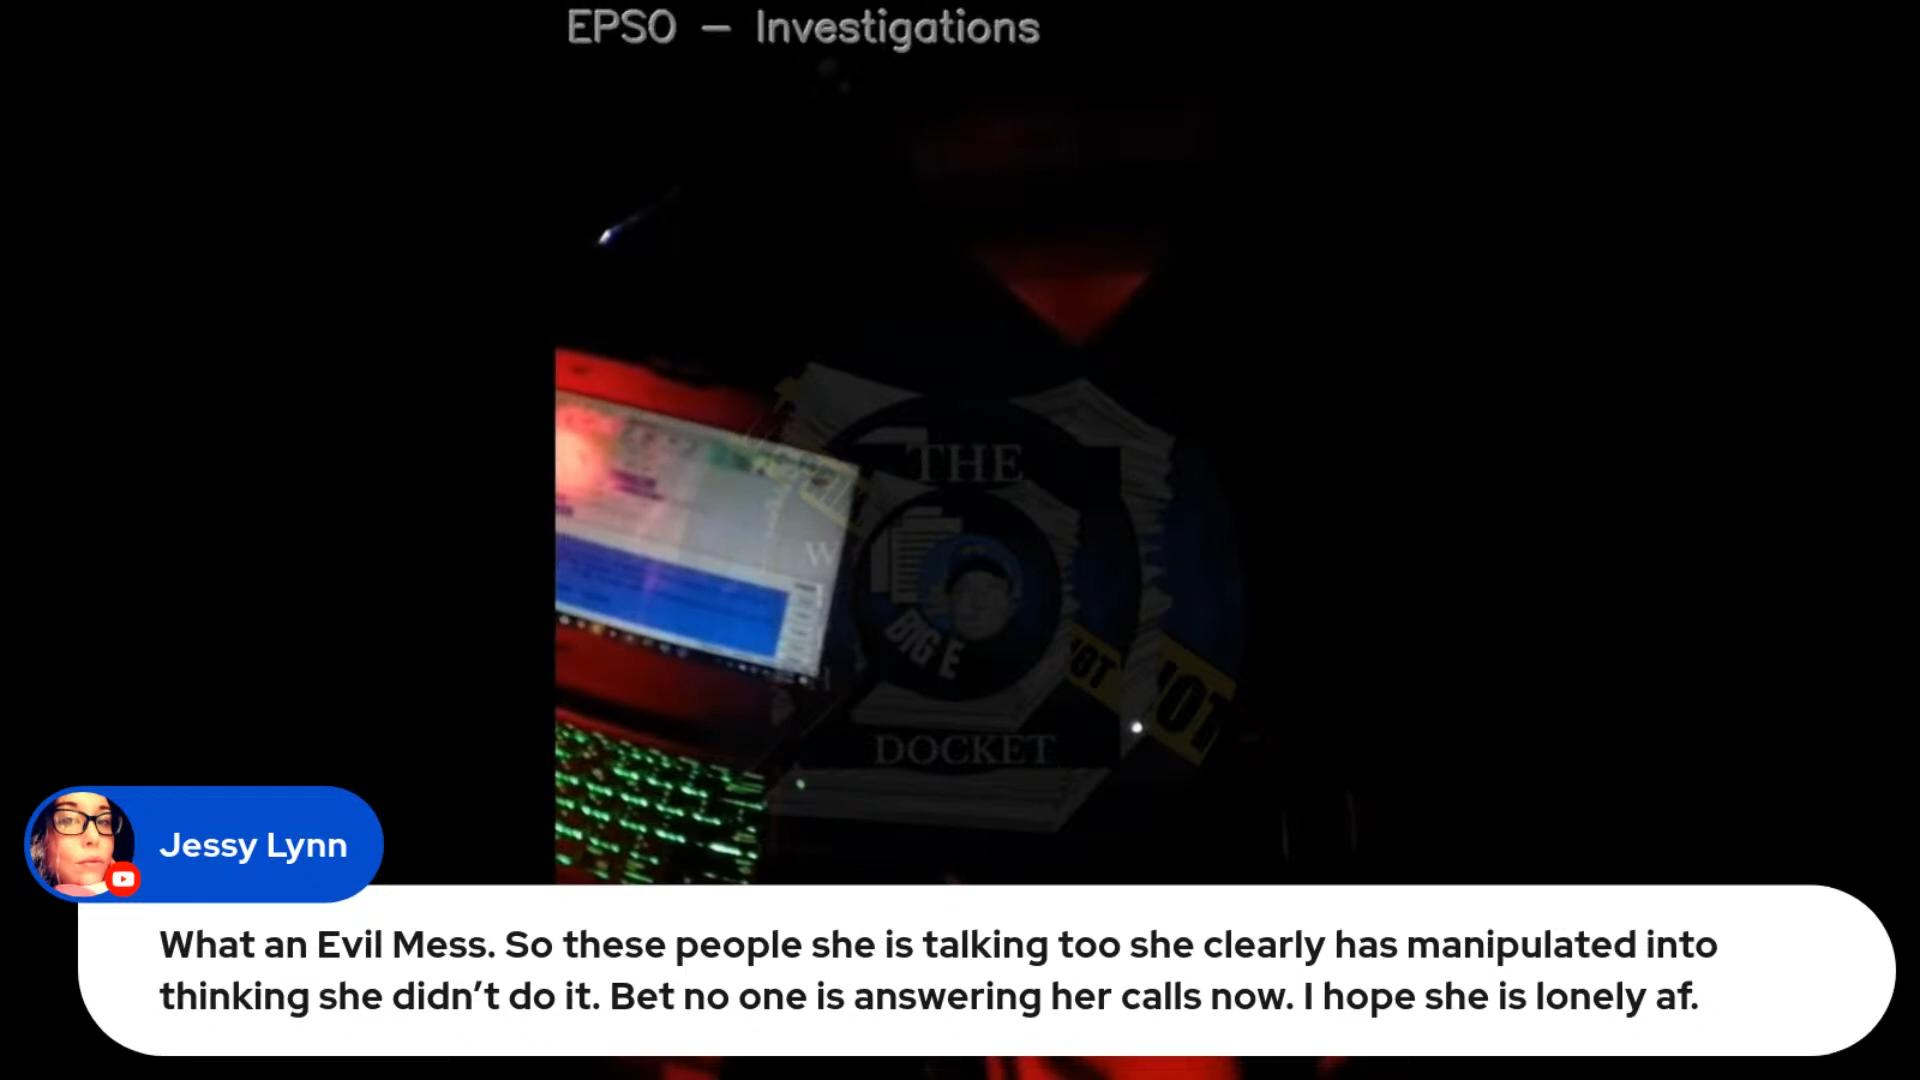 EPSO - Investigations
THE
W
BIG E
NOT
NOT
DOCKET
Jessy Lynn
What an Evil Mess. So these people she is talking too she clearly has manipulated into
thinking she didn't do it. Bet no one is answering her calls now. I hope she is lonely af.